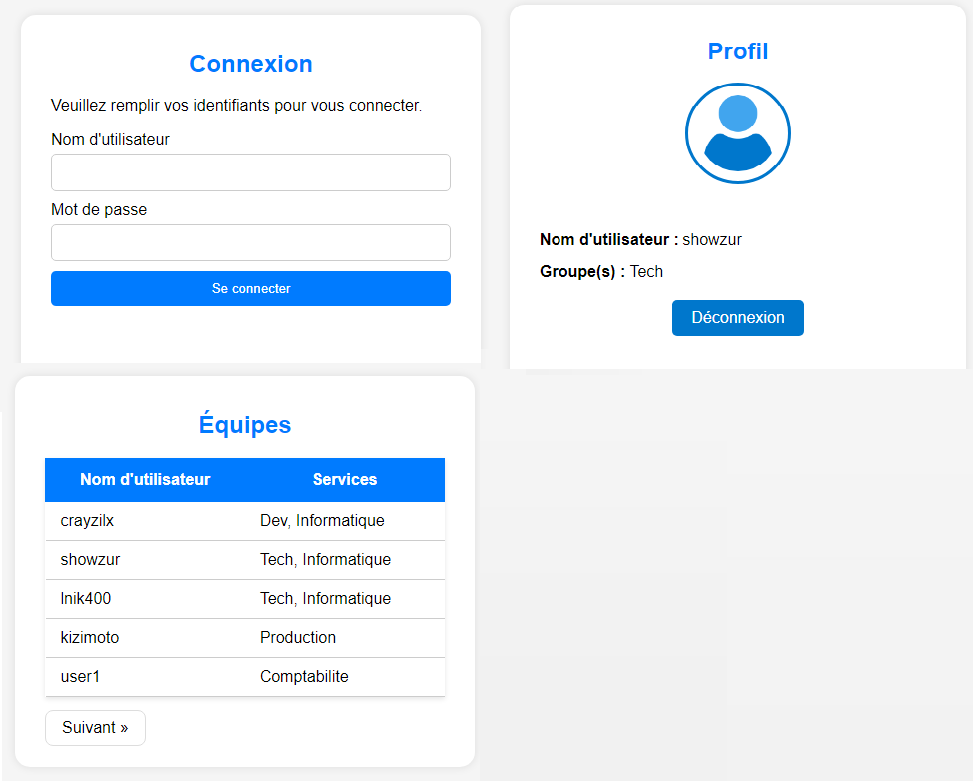 Connexion
Veuillez remplir vos identifiants pour vous connecter.
Nom d'utilisateur
Mot de passe
Se connecter
Profil
Nom d'utilisateur : showzur
Groupe(s) : Tech
Déconnexion
Équipes
Nom d'utilisateur Services
crayzilx Dev, Informatique
showzur Tech, Informatique
lnik400 Tech, Informatique
kizimoto Production
user1 Comptabilite
Suivant »